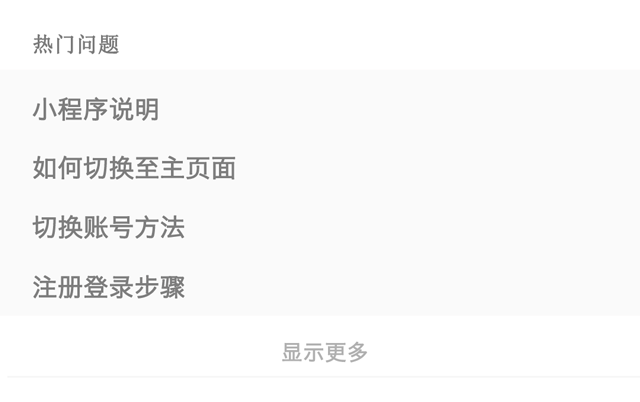 热门问题
小程序说明
如何切换至主页面
切换账号方法
注册登录步骤
显示更多